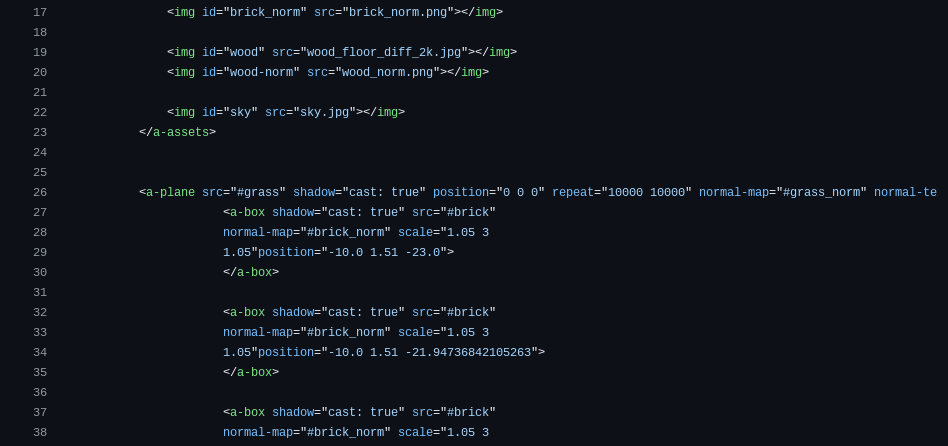 17 <img id="brick_norm" src="brick_norm.png"></img>
18
19 <img id="wood" src="wood_floor_diff_2k.jpg"></img>
20 <img id="wood-norm" src="wood_norm.png"></img>
21
22 <img id="sky" src="sky.jpg"></img>
23 </a-assets>
24
25
26 <a-plane src="#grass" shadow="cast: true" position="0 0 0" repeat="10000 10000" normal-map="#grass_norm" normal-te
27 <a-box shadow="cast: true" src="#brick"
28 normal-map="#brick_norm" scale="1.05 3
29 1.05"position="-10.0 1.51 -23.0">
30 </a-box>
31
32 <a-box shadow="cast: true" src="#brick"
33 normal-map="#brick_norm" scale="1.05 3
34 1.05"position="-10.0 1.51 -21.94736842105263">
35 </a-box>
36
37 <a-box shadow="cast: true" src="#brick"
38 normal-map="#brick_norm" scale="1.05 3